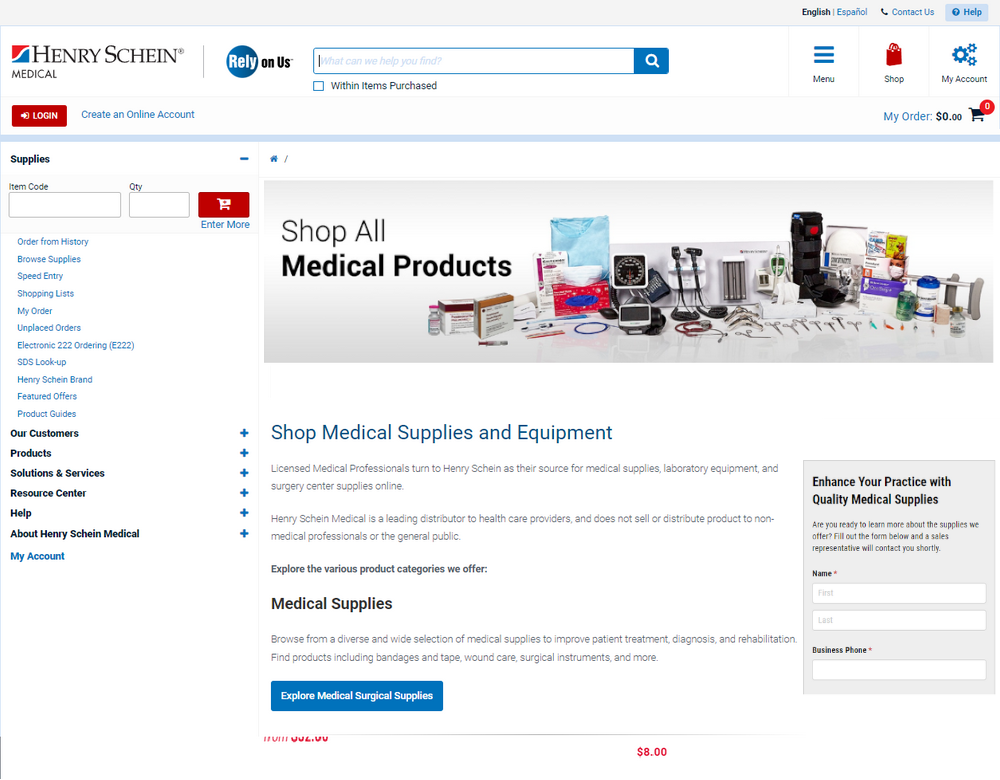 English | Español
Contact Us
Help
HENRY SCHEIN®
MEDICAL
Rely on Us™
What can we help you find?
Within Items Purchased
Menu
Shop
My Account
LOGIN
Create an Online Account
My Order: $0.00
0
Supplies
/
Item Code
Qty
Enter More
Order from History
Browse Supplies
Speed Entry
Shopping Lists
My Order
Unplaced Orders
Electronic 222 Ordering (E222)
SDS Look-up
Henry Schein Brand
Featured Offers
Product Guides
Our Customers
Products
Solutions & Services
Resource Center
Help
About Henry Schein Medical
My Account
Shop All
Medical Products
Shop Medical Supplies and Equipment
Licensed Medical Professionals turn to Henry Schein as their source for medical supplies, laboratory equipment, and
surgery center supplies online.
Henry Schein Medical is a leading distributor to health care providers, and does not sell or distribute product to non-
medical professionals or the general public.
Explore the various product categories we offer:
Medical Supplies
Browse from a diverse and wide selection of medical supplies to improve patient treatment, diagnosis, and rehabilitation.
Find products including bandages and tape, wound care, surgical instruments, and more.
Explore Medical Surgical Supplies
Enhance Your Practice with
Quality Medical Supplies
Are you ready to learn more about the supplies we
offer? Fill out the form below and a sales
representative will contact you shortly.
Name *
First
Last
Business Phone *
from $32.00
$8.00